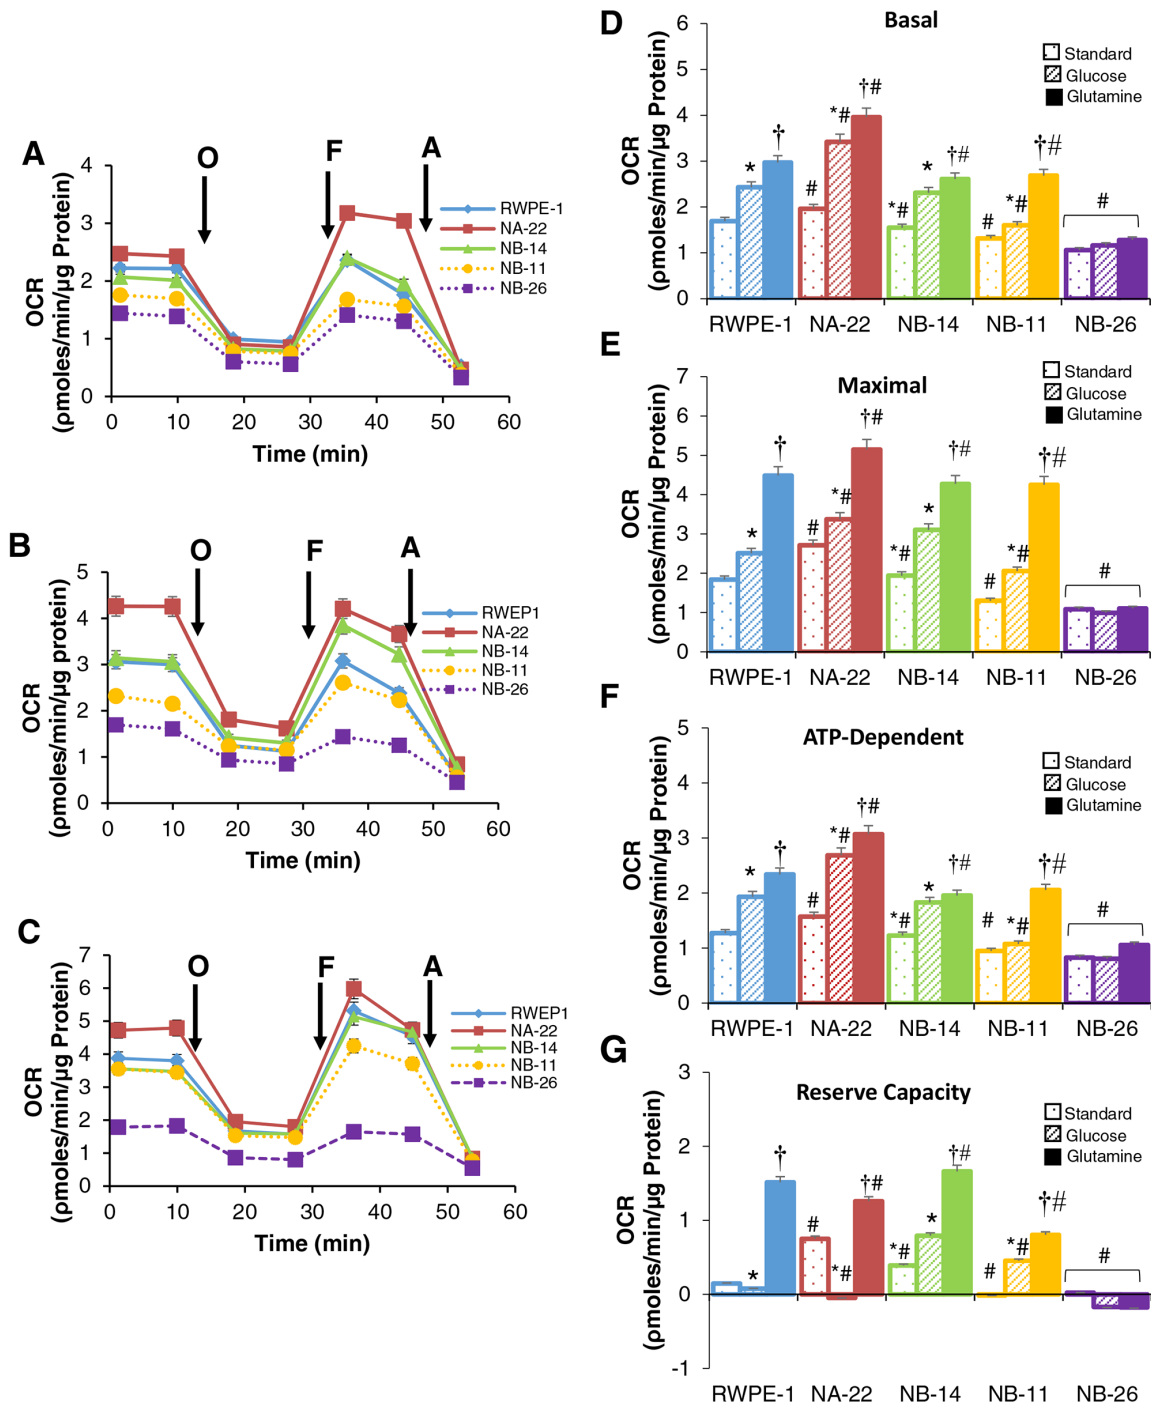 A
O
F
A
4
3
2
1
0
OCR
(ρmoles/min/µg Protein)
RWPE-1
NA-22
NB-14
NB-11
NB-26
0 10 20 30 40 50 60
Time (min)
B
O
F
A
5
4
3
2
1
0
OCR
(ρmoles/min/µg protein)
RWEP1
NA-22
NB-14
NB-11
NB-26
0 10 20 30 40 50 60
Time (min)
C
O
F
A
7
6
5
4
3
2
1
0
OCR
(ρmoles/min/µg Protein)
RWEP1
NA-22
NB-14
NB-11
NB-26
0 10 20 30 40 50 60
Time (min)
D
Basal
6
5
4
3
2
1
0
OCR
(ρmoles/min/µg Protein)
Standard
Glucose
Glutamine
* † # *# †# *# * †# # *# †# #
RWPE-1 NA-22 NB-14 NB-11 NB-26
E
Maximal
7
6
5
4
3
2
1
0
OCR
(ρmoles/min/µg Protein)
Standard
Glucose
Glutamine
* † # *# †# *# * †# # *# †# #
RWPE-1 NA-22 NB-14 NB-11 NB-26
F
ATP-Dependent
5
4
3
2
1
0
OCR
(ρmoles/min/µg Protein)
Standard
Glucose
Glutamine
* † # *# †# *# * †# # *# †# #
RWPE-1 NA-22 NB-14 NB-11 NB-26
G
Reserve Capacity
3
2
1
0
-1
OCR
(ρmoles/min/µg Protein)
Standard
Glucose
Glutamine
* † # *# †# *# * †# # *# †# #
RWPE-1 NA-22 NB-14 NB-11 NB-26